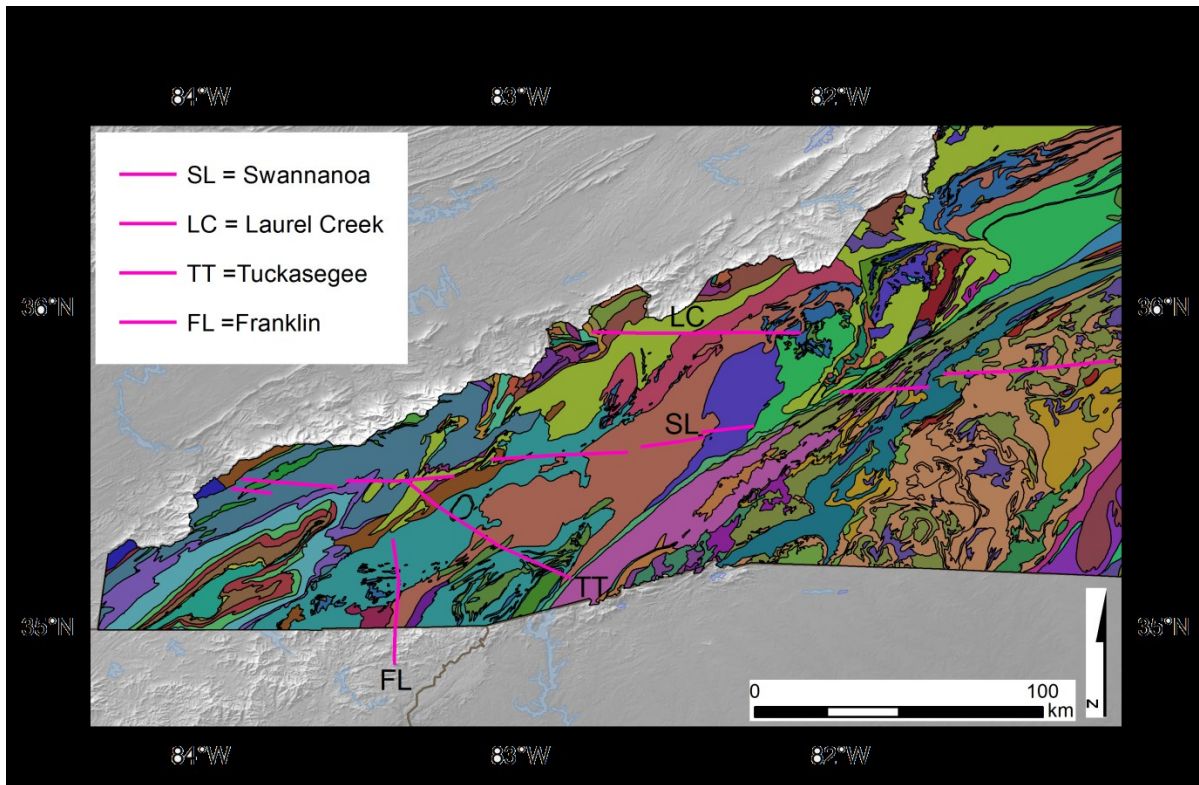 84°W 83°W 82°W
SL = Swannanoa
LC = Laurel Creek
TT =Tuckasegee
FL =Franklin
36°N 36°N
LC
SL
TT
35°N 35°N
FL
0 100
km
N
84°W 83°W 82°W